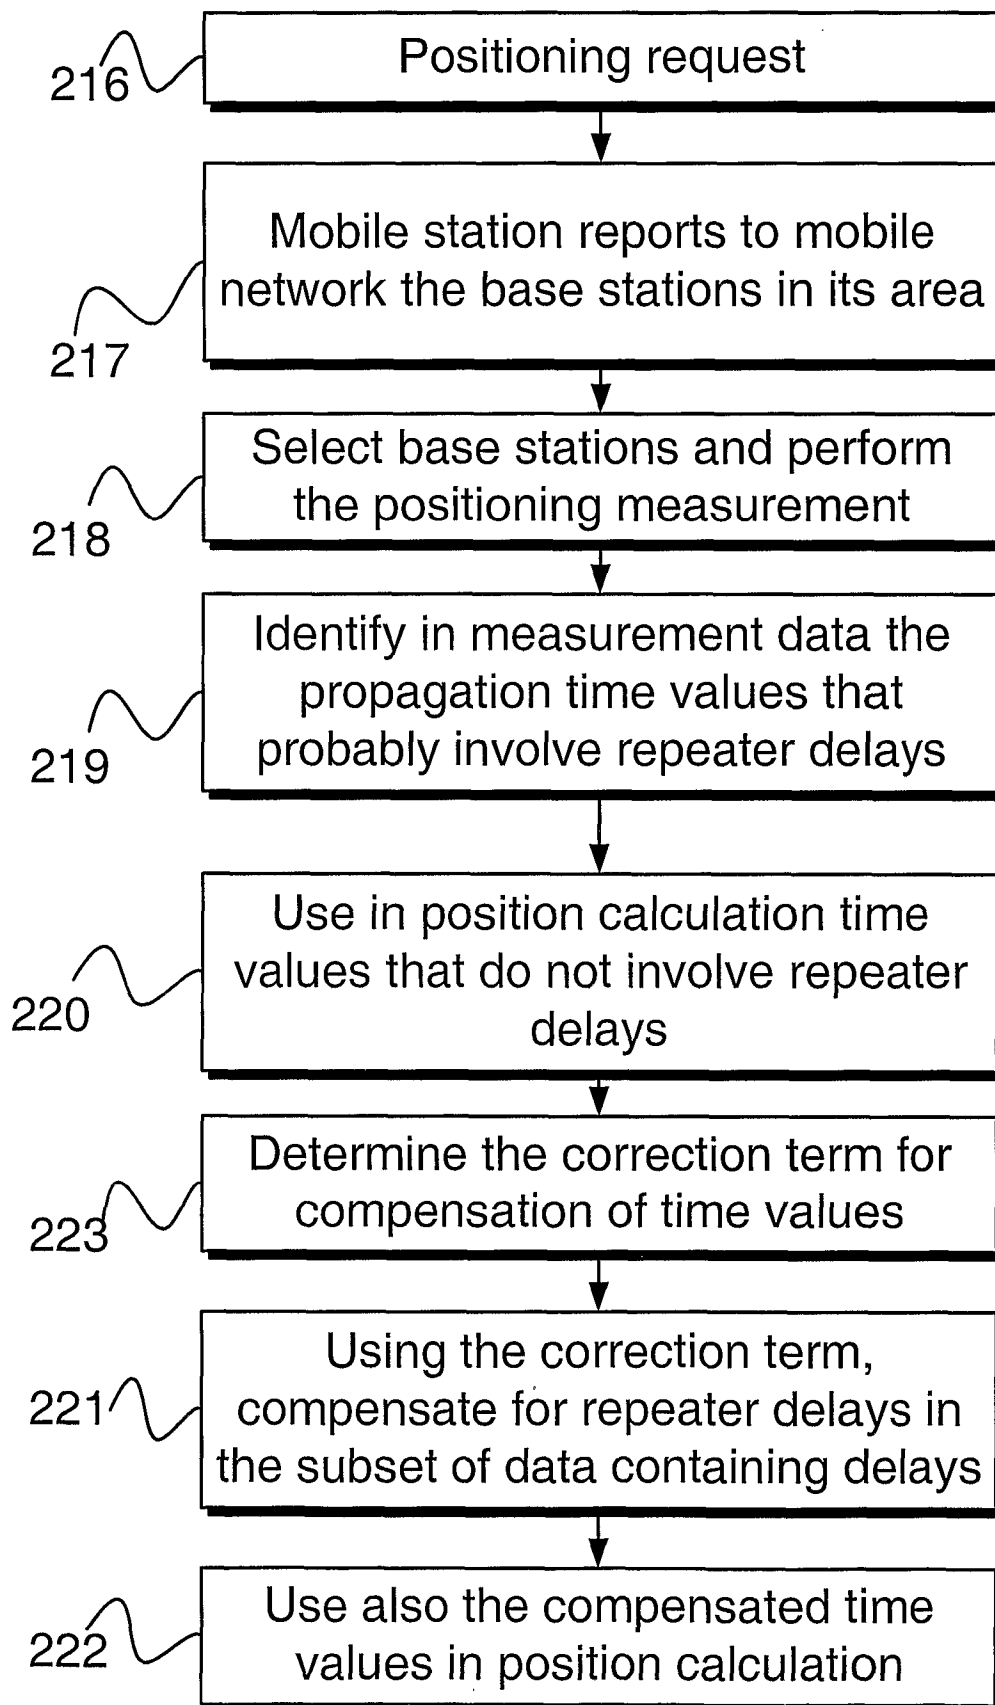 216
Positioning request
Mobile station reports to mobile
network the base stations in its area
217
Select base stations and perform
the positioning measurement
218
Identify in measurement data the
propagation time values that
probably involve repeater delays
219
Use in position calculation time
values that do not involve repeater
delays
220
Determine the correction term for
compensation of time values
223
Using the correction term,
compensate for repeater delays in
the subset of data containing delays
221
Use also the compensated time
values in position calculation
222